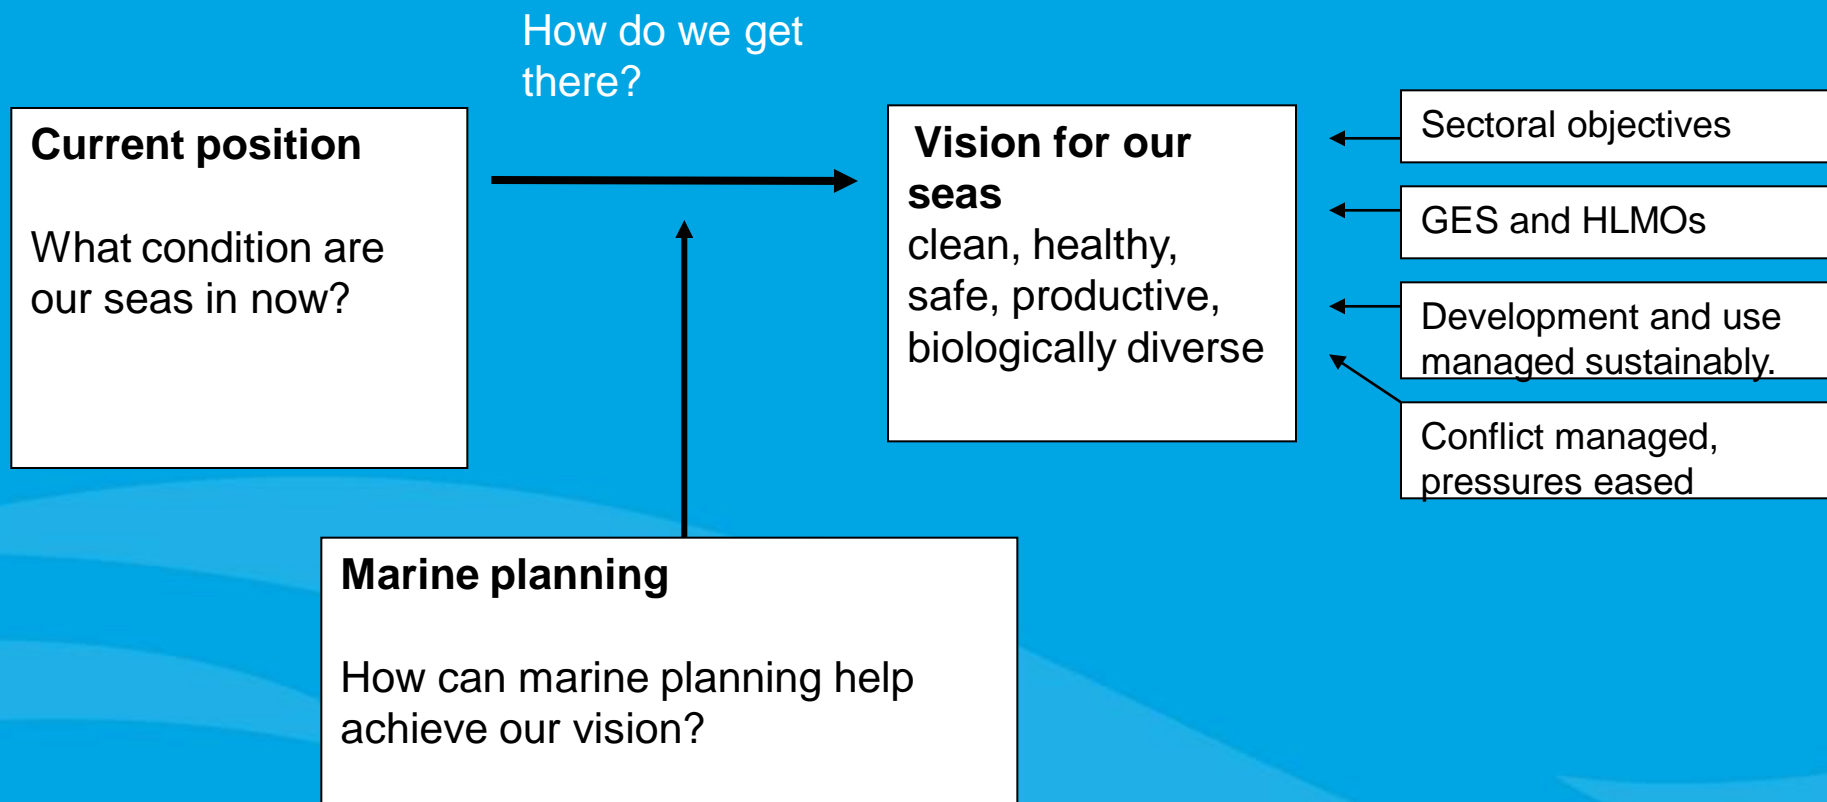 How do we get
there?
Current position
What condition are
our seas in now?
Vision for our
seas
clean, healthy,
safe, productive,
biologically diverse
Sectoral objectives
GES and HLMOs
Development and use
managed sustainably.
Conflict managed,
pressures eased
Marine planning
How can marine planning help
achieve our vision?